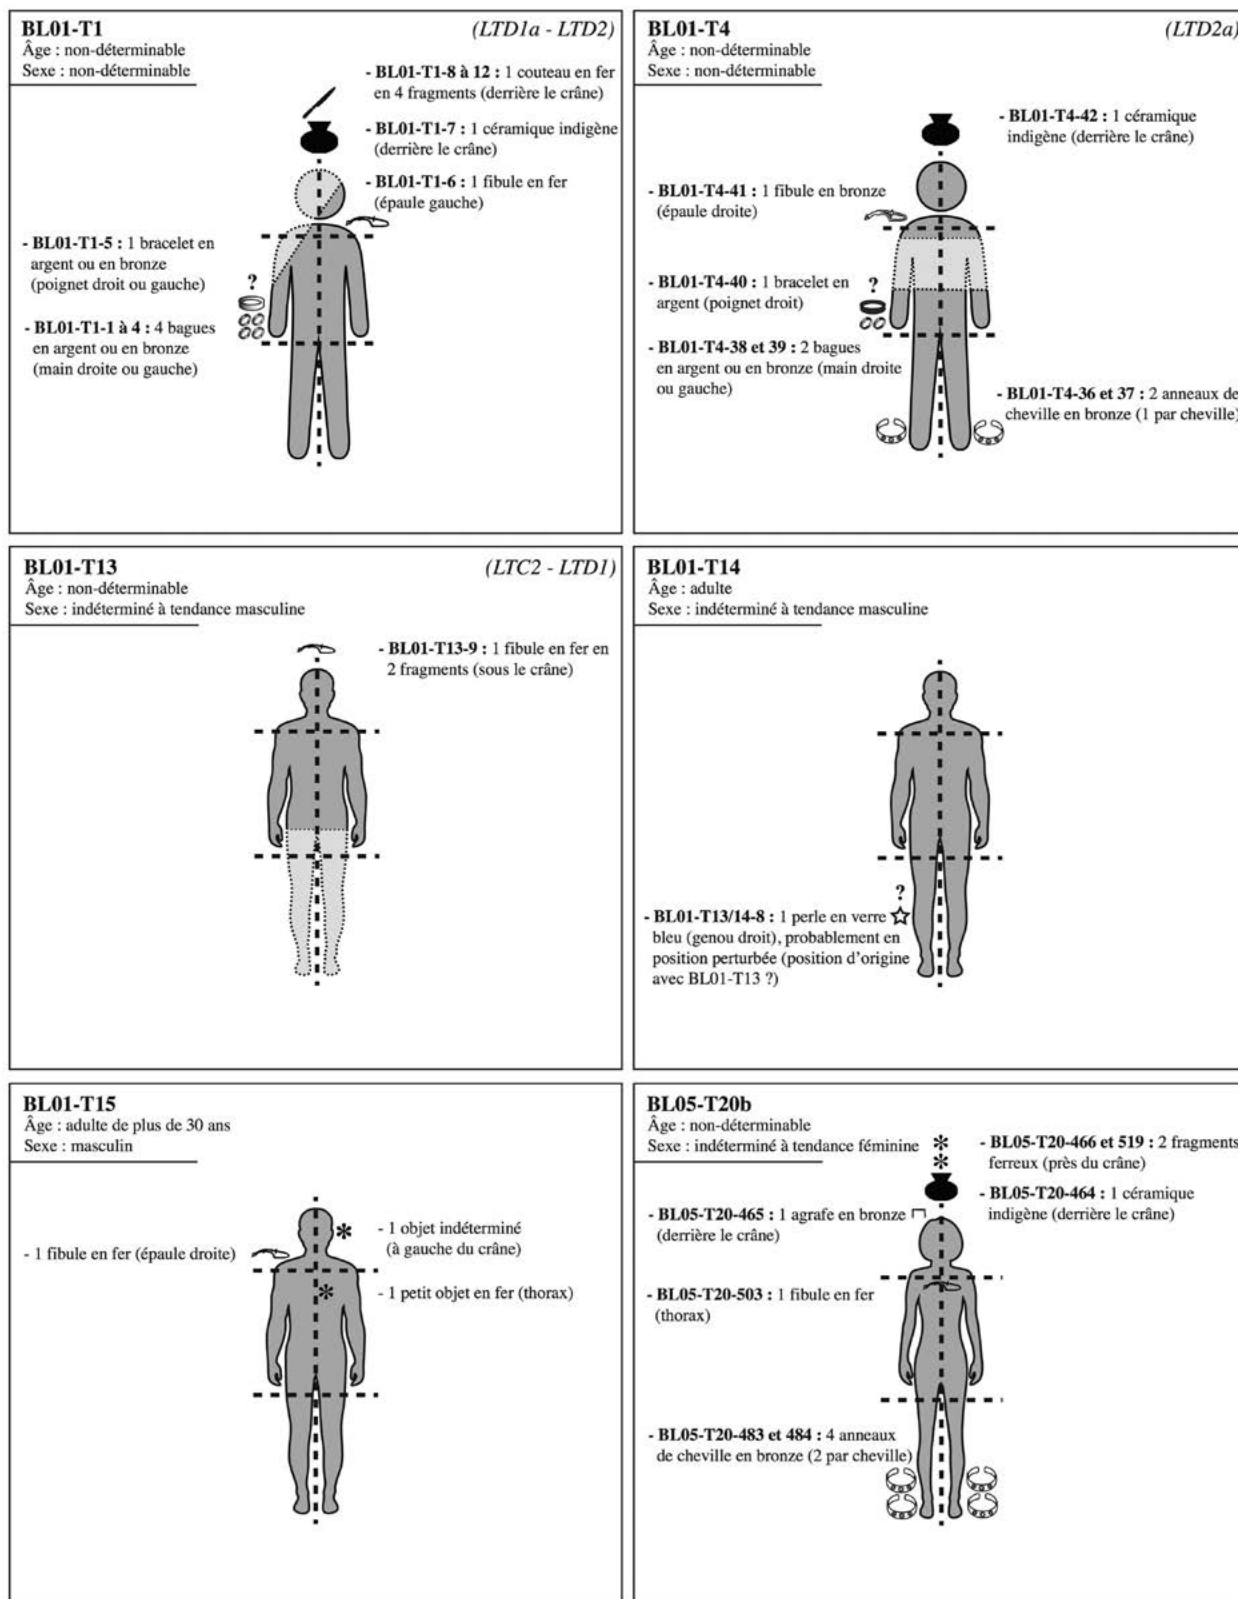 BL01-T1 (LTD1a - LTD2)
Âge : non-déterminable
Sexe : non-déterminable
- BL01-T1-8 à 12 : 1 couteau en fer
en 4 fragments (derrière le crâne)
- BL01-T1-7 : 1 céramique indigène
(derrière le crâne)
- BL01-T1-6 : 1 fibule en fer
(épaule gauche)
- BL01-T1-5 : 1 bracelet en
argent ou en bronze
(poignet droit ou gauche)
?
- BL01-T1-1 à 4 : 4 bagues
en argent ou en bronze
(main droite ou gauche)
BL01-T4 (LTD2a)
Âge : non-déterminable
Sexe : non-déterminable
- BL01-T4-42 : 1 céramique
indigène (derrière le crâne)
- BL01-T4-41 : 1 fibule en bronze
(épaule droite)
- BL01-T4-40 : 1 bracelet en
argent (poignet droit)
?
- BL01-T4-38 et 39 : 2 bagues
en argent ou en bronze (main droite
ou gauche)
- BL01-T4-36 et 37 : 2 anneaux de
cheville en bronze (1 par cheville)
BL01-T13 (LTC2 - LTD1)
Âge : non-déterminable
Sexe : indéterminé à tendance masculine
- BL01-T13-9 : 1 fibule en fer en
2 fragments (sous le crâne)
BL01-T14
Âge : adulte
Sexe : indéterminé à tendance masculine
?
- BL01-T13/14-8 : 1 perle en verre
bleu (genou droit), probablement en
position perturbée (position d'origine
avec BL01-T13 ?)
BL01-T15
Âge : adulte de plus de 30 ans
Sexe : masculin
- 1 fibule en fer (épaule droite)
- 1 objet indéterminé
(à gauche du crâne)
- 1 petit objet en fer (thorax)
BL05-T20b
Âge : non-déterminable
Sexe : indéterminé à tendance féminine
- BL05-T20-466 et 519 : 2 fragments
ferreux (près du crâne)
- BL05-T20-464 : 1 céramique
indigène (derrière le crâne)
- BL05-T20-465 : 1 agrafe en bronze
(derrière le crâne)
- BL05-T20-503 : 1 fibule en fer
(thorax)
- BL05-T20-483 et 484 : 4 anneaux
de cheville en bronze (2 par cheville)